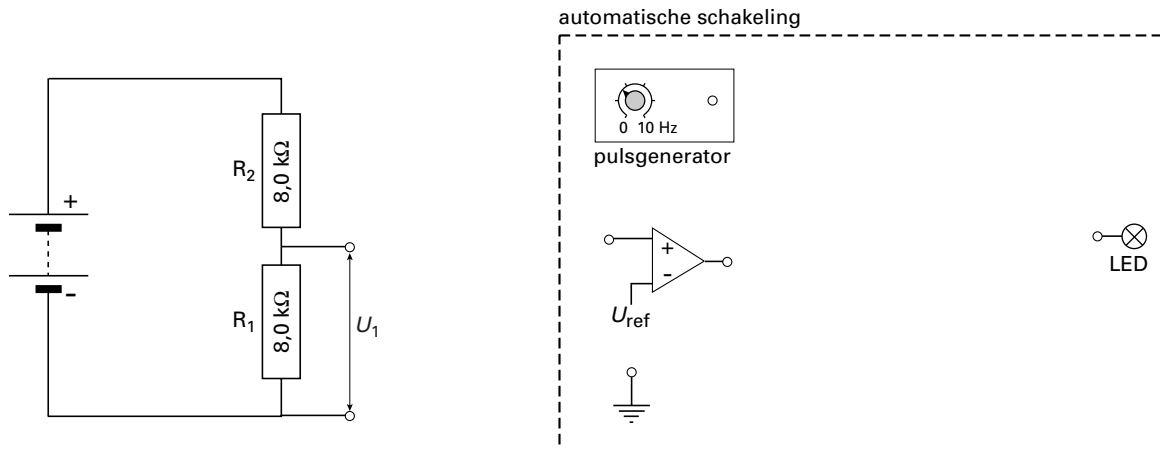 automatische schakeling
0 10 Hz
pulsgenerator
+
R2
8,0 kΩ
-
R1
8,0 kΩ
U1
+
-
Uref
LED